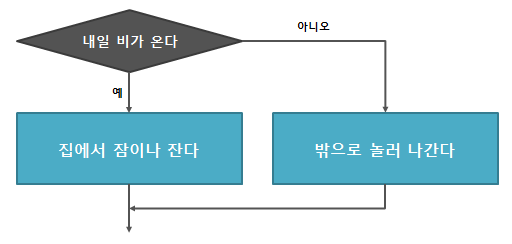 내일 비가 온다
아니오
예
집에서 잠이나 잔다
밖으로 놀러 나간다